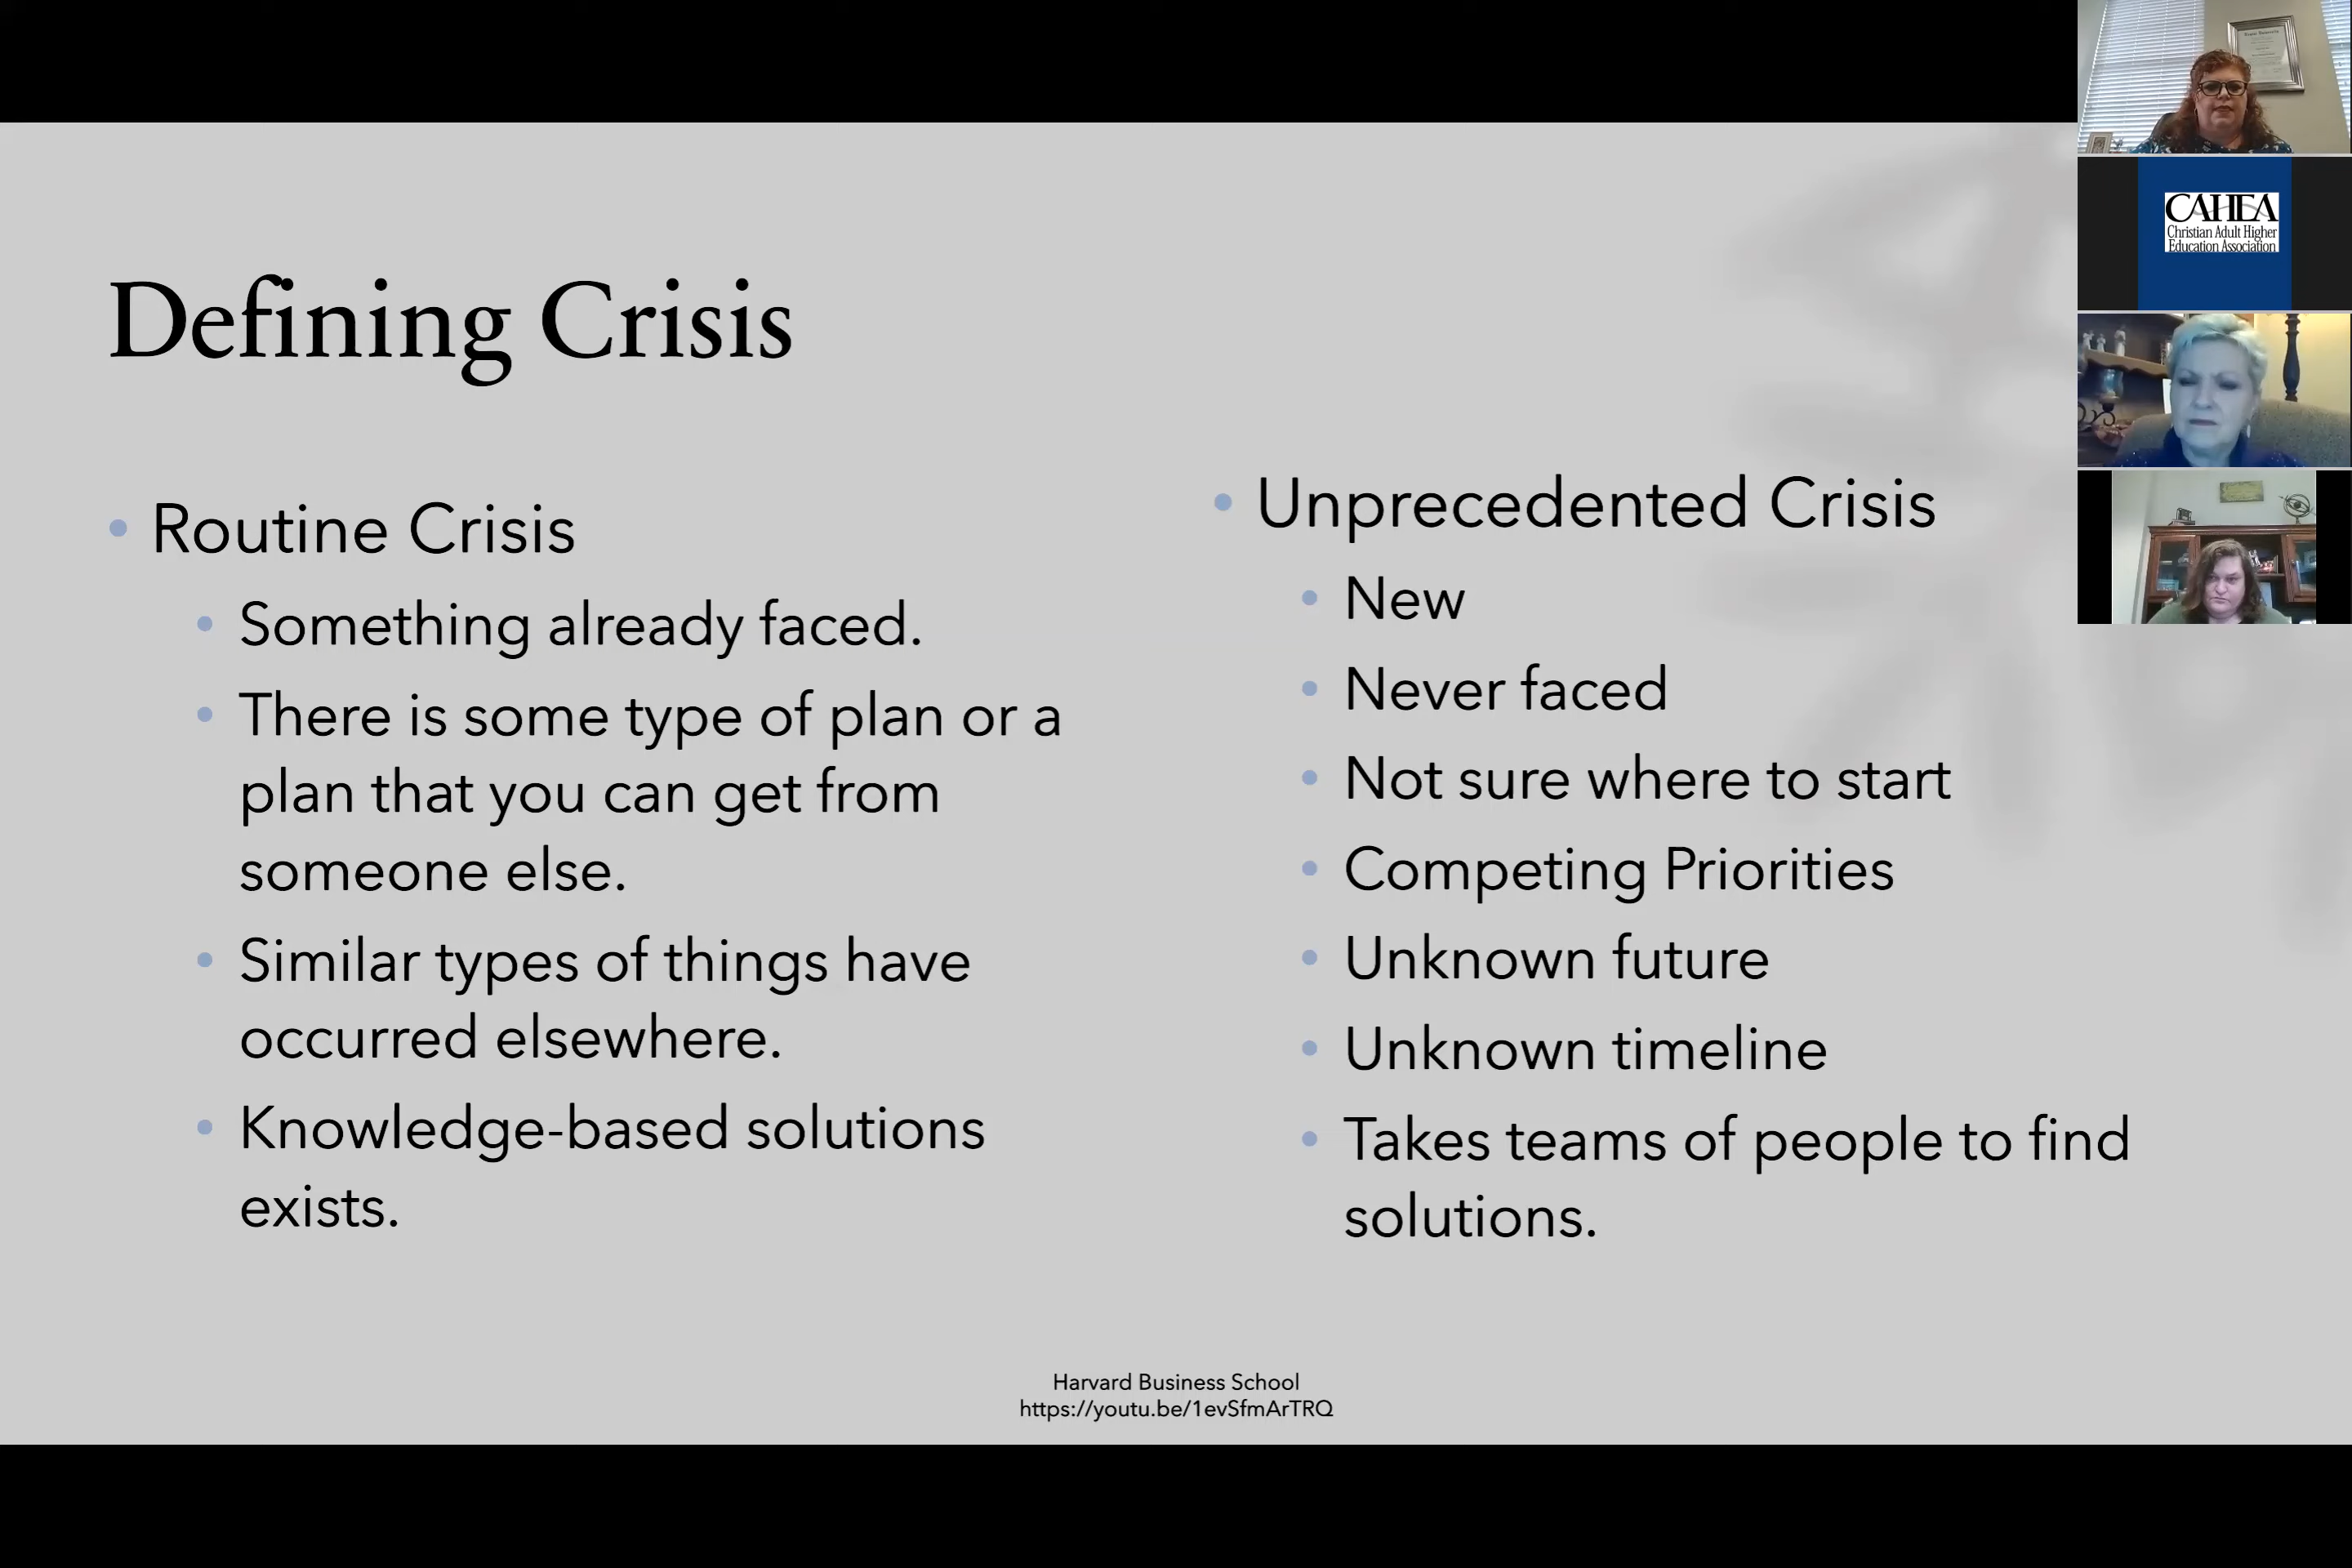 Defining Crisis
Routine Crisis
Something already faced.
There is some type of plan or a
plan that you can get from
someone else.
Similar types of things have
occurred elsewhere.
Knowledge-based solutions
exists.
Unprecedented Crisis
New
Never faced
Not sure where to start
Competing Priorities
Unknown future
Unknown timeline
Takes teams of people to find
solutions.
Harvard Business School
https://youtu.be/1evSfmArTRQ
CAHEA
Christian Adult Higher
Education Association